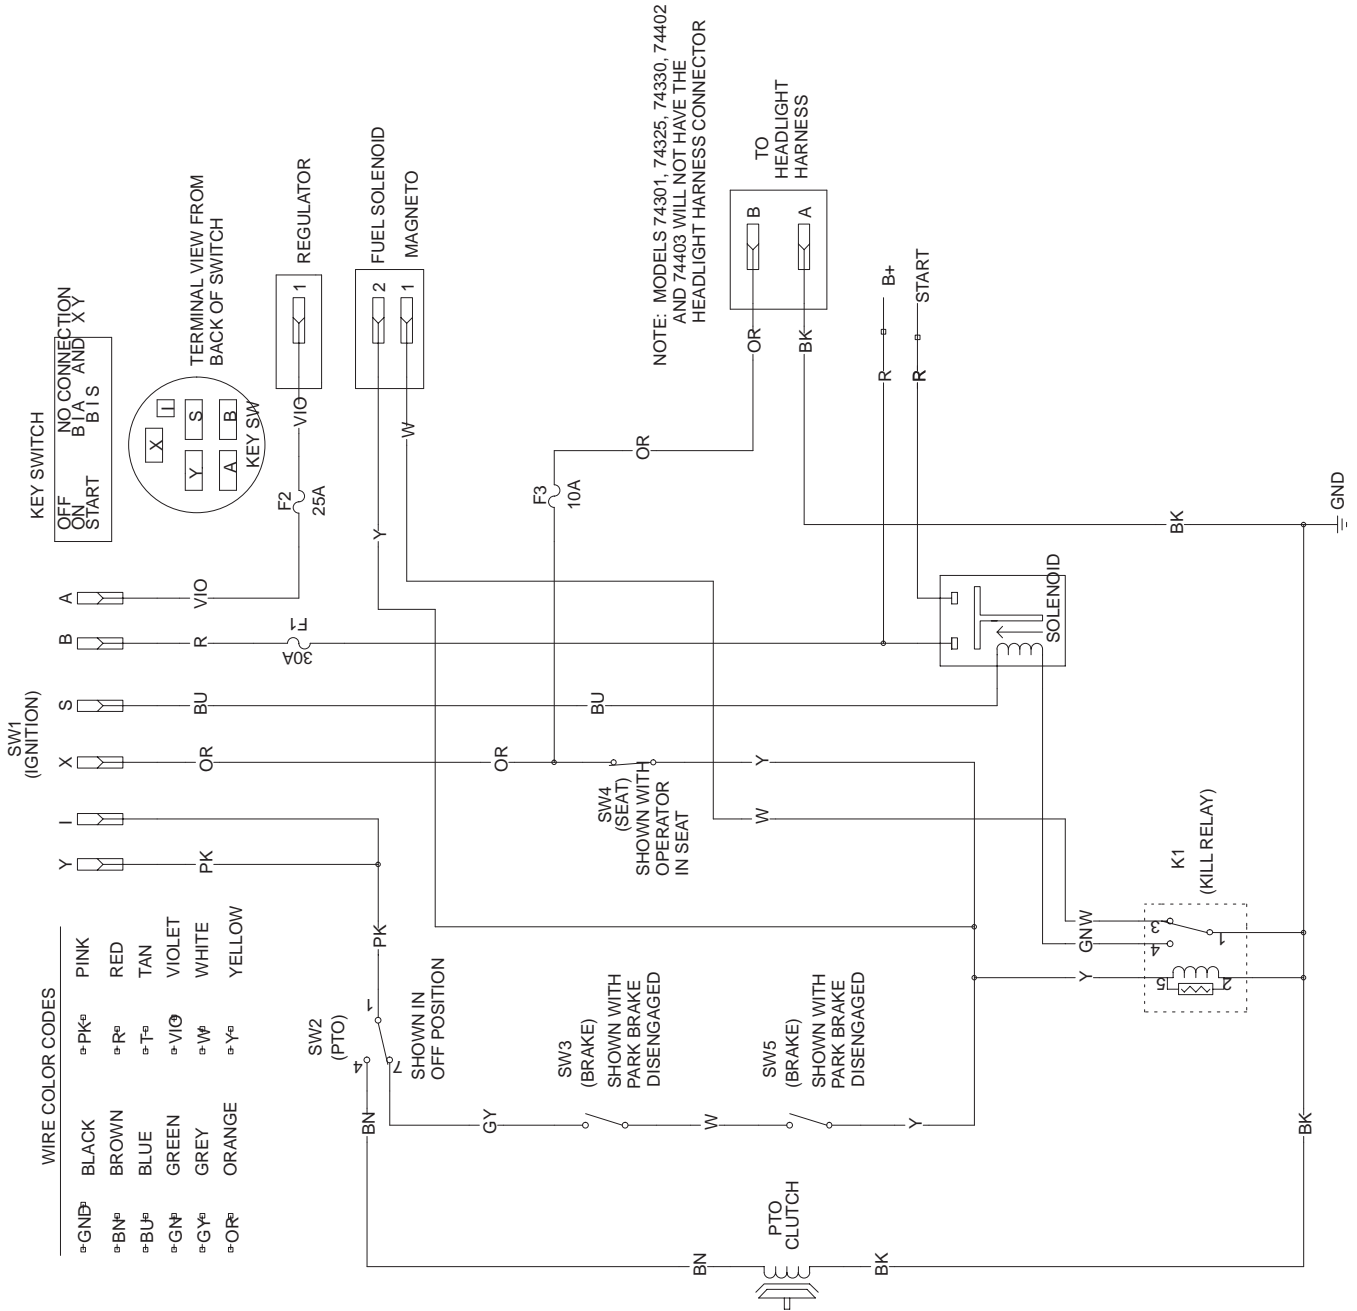 KEY SWITCH
OFF NO CONNECTION
ON B I A AND X Y
START B I S
TERMINAL VIEW FROM
BACK OF SWITCH
I
X
S
Y
B
A
KEY SW
REGULATOR
1
FUEL SOLENOID
MAGNETO
2
1
NOTE: MODELS 74301, 74325, 74330, 74402
AND 74403 WILL NOT HAVE THE
HEADLIGHT HARNESS CONNECTOR
TO
HEADLIGHT
HARNESS
B
A
OR
BK
B+
START
R
R
VIO
F2
25A
W
Y
OR
F3
10A
BK
GND
SW1
(IGNITION)
A
B
S
X
I
Y
VIO
R
F1
30A
BU
BU
OR
OR
PK
SOLENOID
SW4
(SEAT)
SHOWN WITH
OPERATOR
IN SEAT
Y
W
K1
(KILL RELAY)
W
GN
Y
3
4
1
5
2
WIRE COLOR CODES
GND BLACK PK PINK
BN BROWN R RED
BU BLUE T TAN
GN GREEN VIO VIOLET
GY GREY W WHITE
OR ORANGE Y YELLOW
PK
SW2
(PTO)
1
4
7
SHOWN IN
OFF POSITION
BN
GY
SW3
(BRAKE)
SHOWN WITH
PARK BRAKE
DISENGAGED
W
SW5
(BRAKE)
SHOWN WITH
PARK BRAKE
DISENGAGED
Y
BN
PTO
CLUTCH
BK
BK